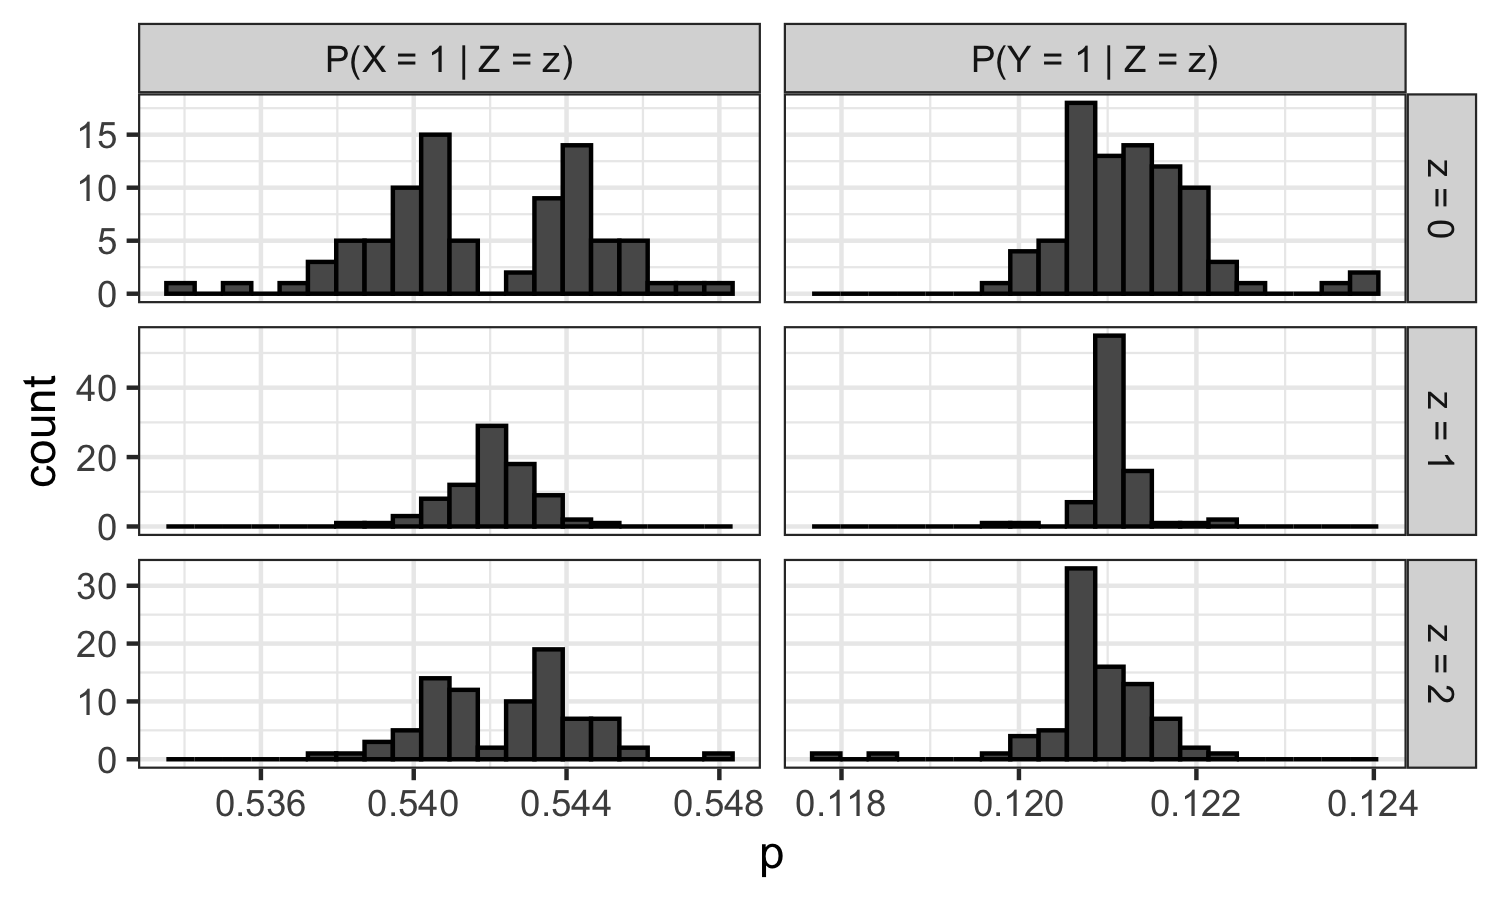 P(X = 1 | Z = z)
P(Y = 1 | Z = z)
15
10
5
0
z = 0
count
40
20
0
z = 1
30
20
10
0
z = 2
0.536
0.540
0.544
0.548
0.118
0.120
0.122
0.124
p